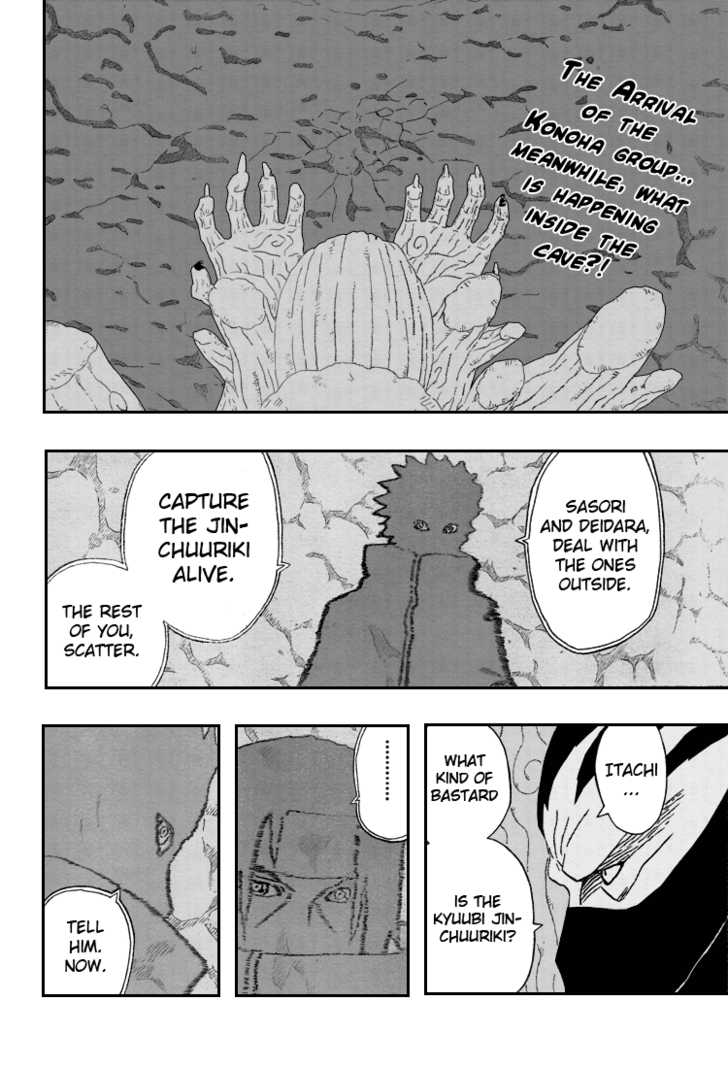 The Arrival
of the
Konoha group...
meanwhile, what
is happening
inside the
cave?!
SASORI
AND DEIDARA,
DEAL WITH
THE ONES
OUTSIDE.
CAPTURE
THE JIN-
CHUURIKI
ALIVE.
THE REST
OF YOU,
SCATTER.
ITACHI
...
WHAT
KIND OF
BASTARD
IS THE
KYUUBI JIN-
CHUURIKI?
..........
TELL
HIM.
NOW.